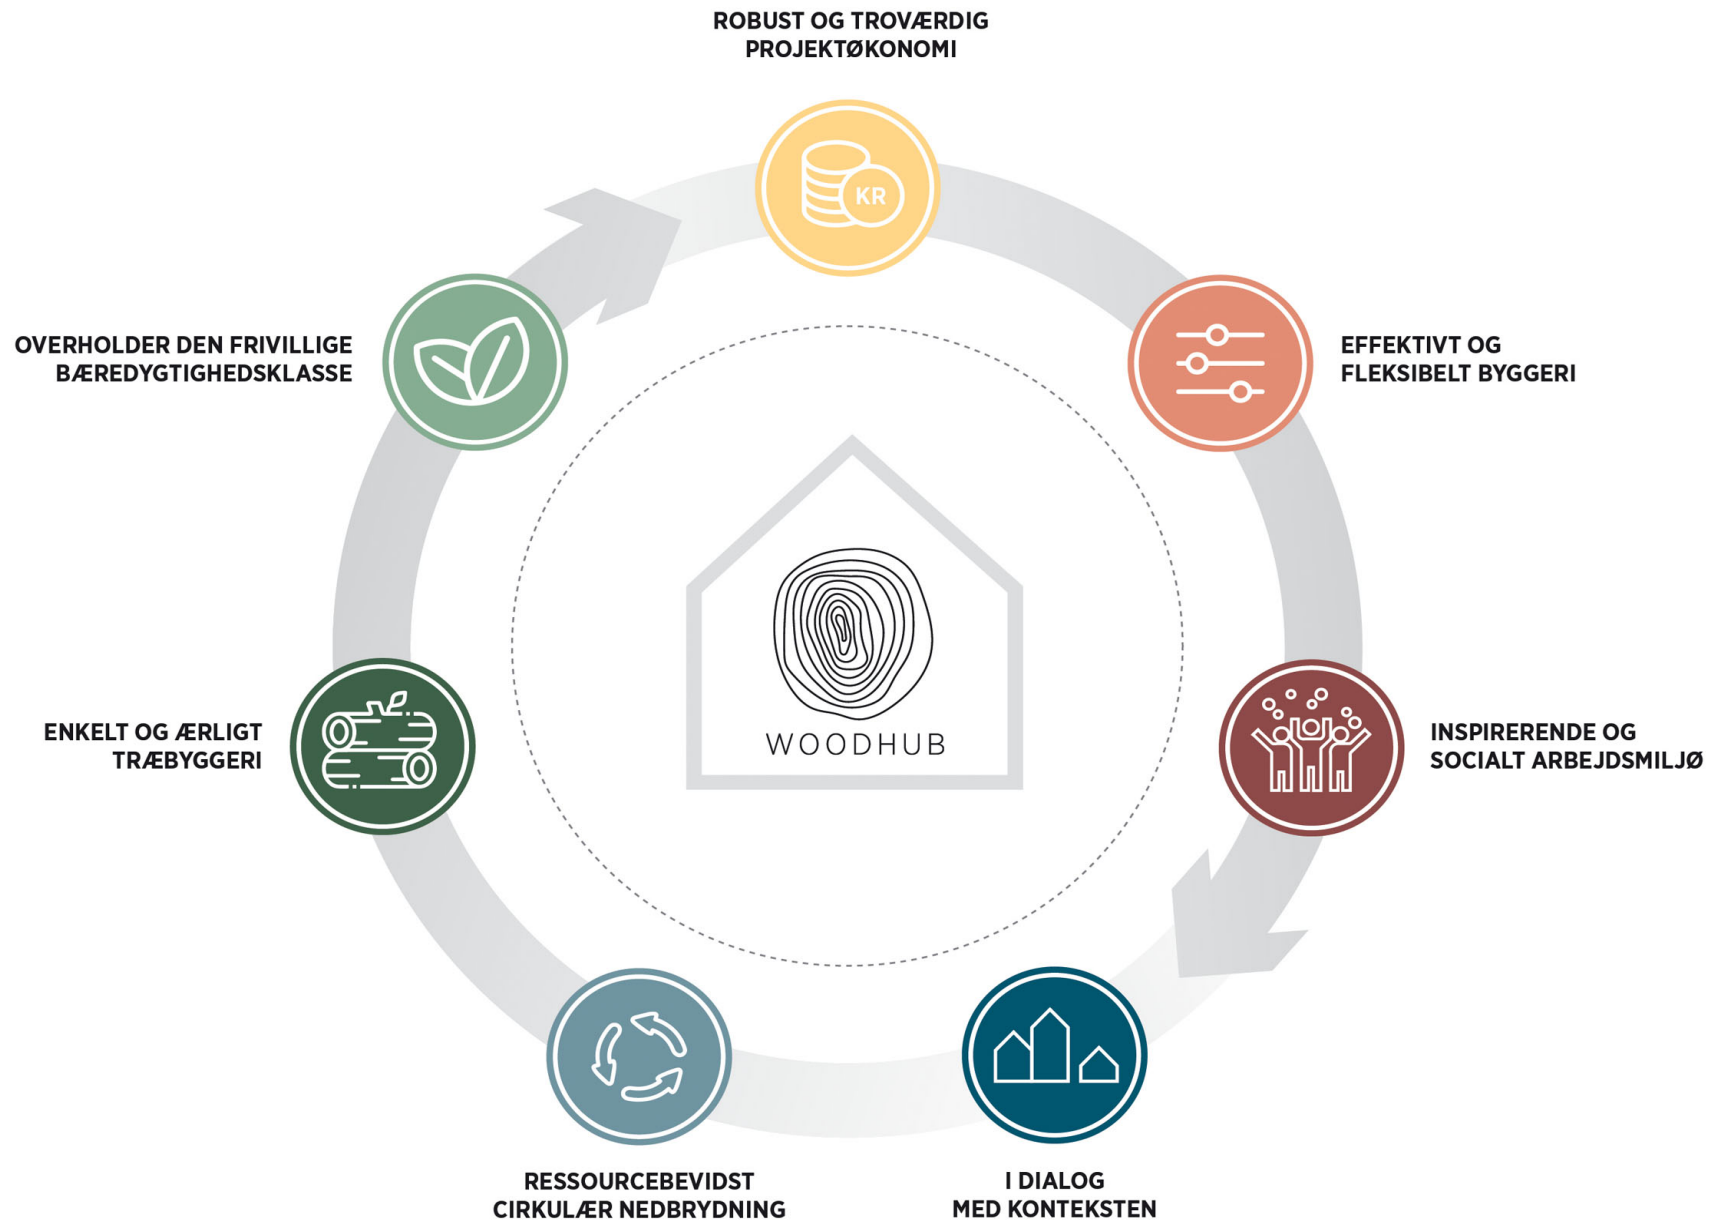 ROBUST OG TROVÆRDIG
PROJEKTØKONOMI
KR
EFFEKTIVT OG
FLEKSIBELT BYGGERI
INSPIRERENDE OG
SOCIALT ARBEJDSMILJØ
I DIALOG
MED KONTEKSTEN
RESSOURCEBEVIDST
CIRKULÆR NEDBRYDNING
ENKELT OG ÆRLIGT
TRÆBYGGERI
OVERHOLDER DEN FRIVILLIGE
BÆREDYGTIGHEDSKLASSE
WOODHUB